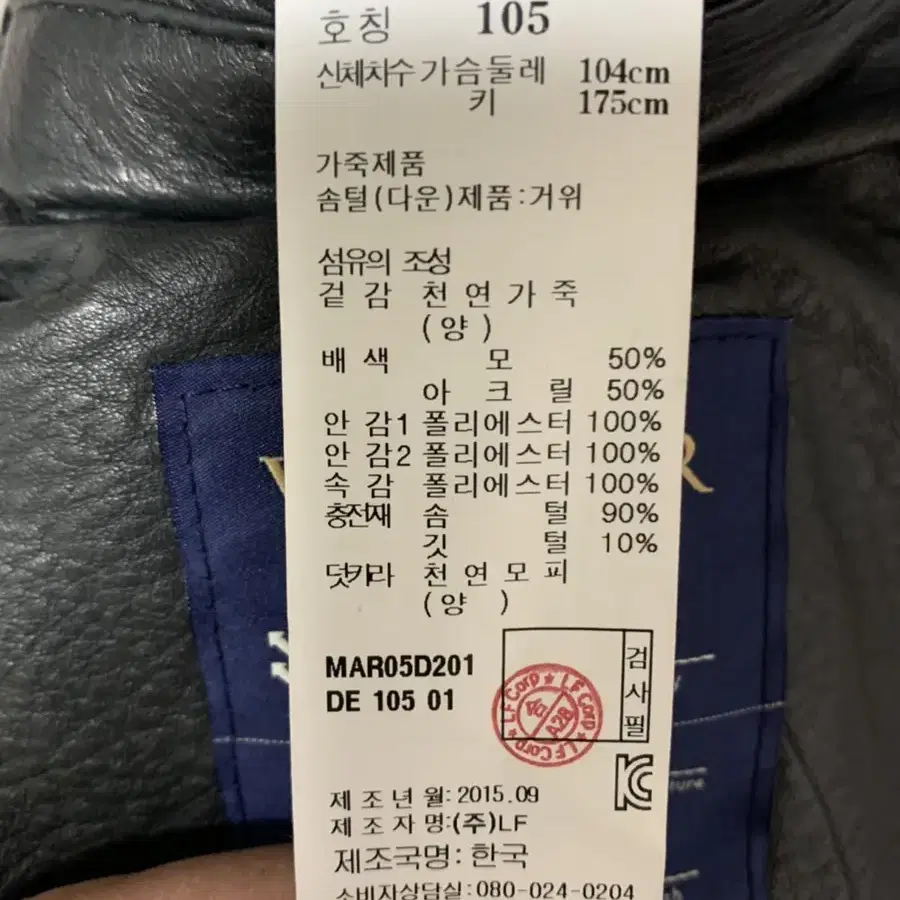 호칭 105
신체치수 가슴둘레 104cm
키 175cm
가죽제품
솜털(다운)제품:거위
섬유의 조성
겉 감 천 연 가 죽
(양)
배 색 모 50%
아 크 릴 50%
안 감1 폴리에스터 100%
안 감2 폴리에스터 100%
속 감 폴리에스터 100%
충전재 솜 털 90%
깃 털 10%
덧카라 천 연 모 피
(양 )
MAR05D201
DE 105 01
검사필
LF Corp ★ LF Corp ★ LF Corp ★
A28
제 조 년 월: 2015.09
제 조 자 명:(주)LF
제조국명: 한국
소비자상담실: 080-024-0204